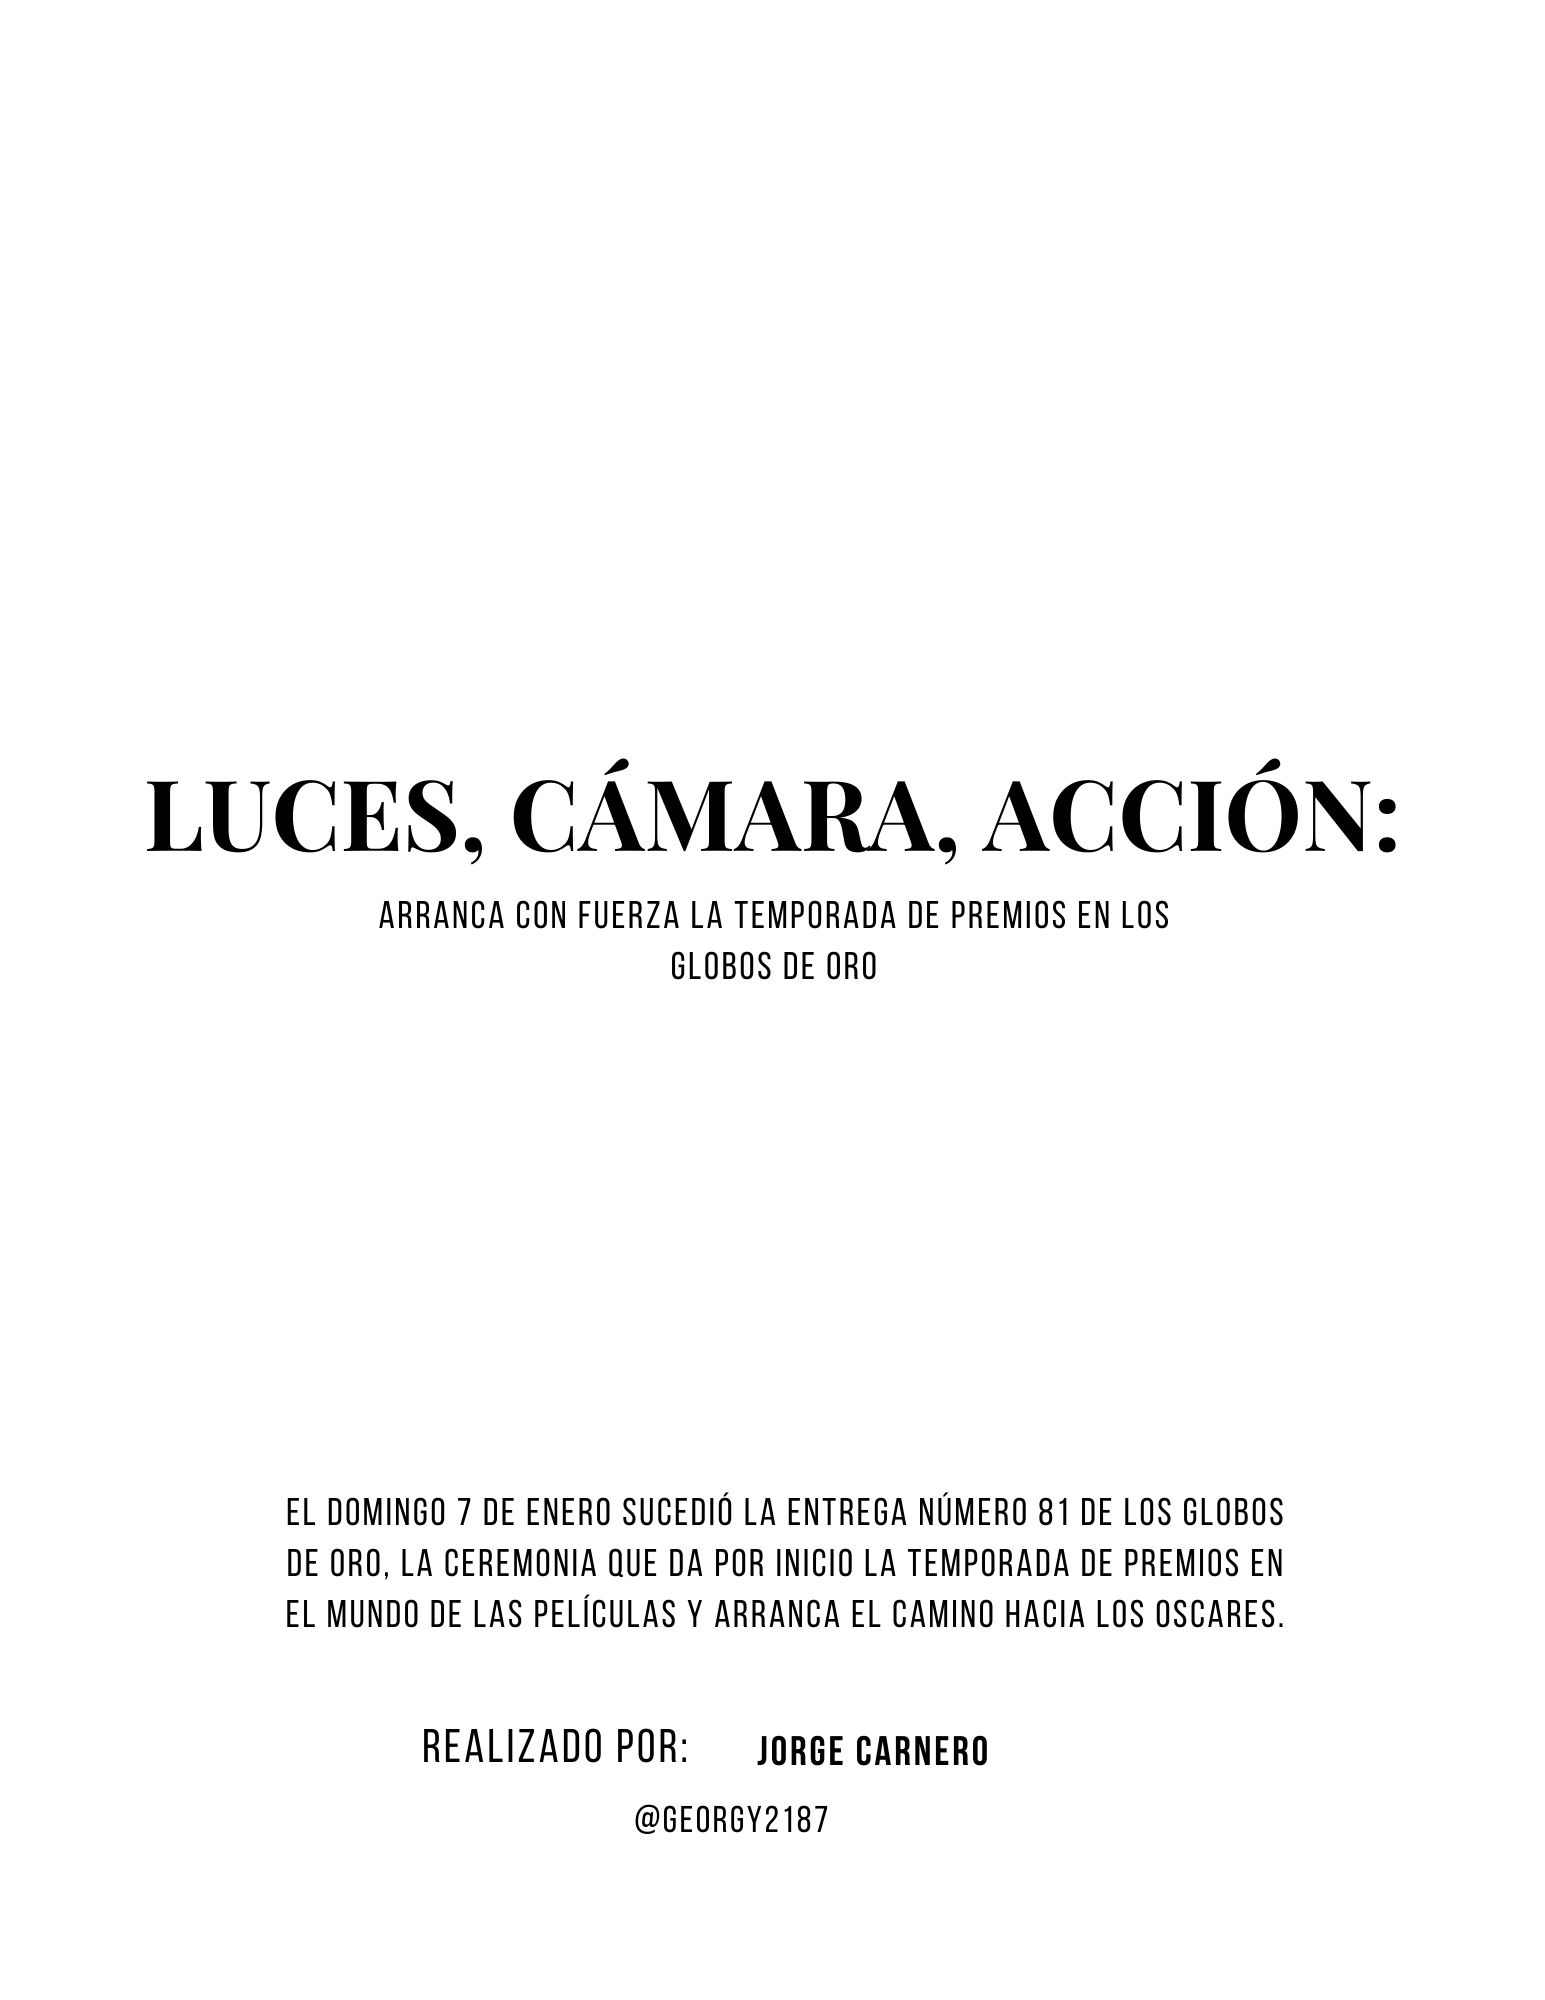 LUCES, CÁMARA, ACCIÓN:
ARRANCA CON FUERZA LA TEMPORADA DE PREMIOS EN LOS
GLOBOS DE ORO
EL DOMINGO 7 DE ENERO SUCEDIÓ LA ENTREGA NÚMERO 81 DE LOS GLOBOS
DE ORO, LA CEREMONIA QUE DA POR INICIO LA TEMPORADA DE PREMIOS EN
EL MUNDO DE LAS PELÍCULAS Y ARRANCA EL CAMINO HACIA LOS OSCARES.
REALIZADO POR: JORGE CARNERO
@GEORGY2187